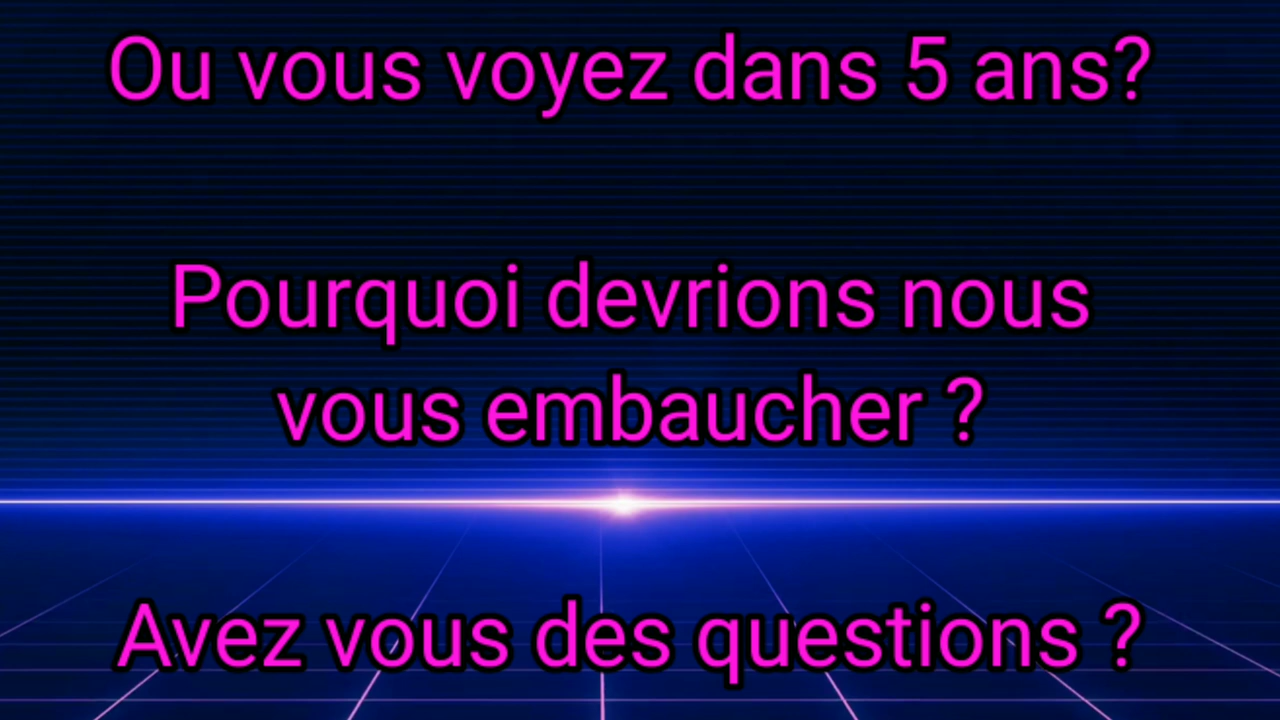 Ou vous voyez dans 5 ans?
Pourquoi devrions nous
vous embaucher ?
Avez vous des questions ?